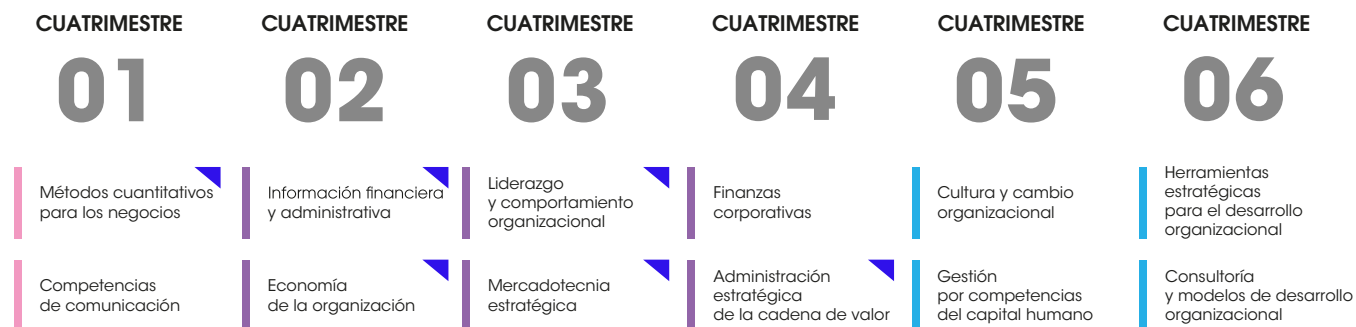 CUATRIMESTRE
01
Métodos cuantitativos
para los negocios
Competencias
de comunicación
CUATRIMESTRE
02
Información financiera
y administrativa
Economía
de la organización
CUATRIMESTRE
03
Liderazgo
y comportamiento
organizacional
Mercadotecnia
estratégica
CUATRIMESTRE
04
Finanzas
corporativas
Administración
estratégica
de la cadena de valor
CUATRIMESTRE
05
Cultura y cambio
organizacional
Gestión
por competencias
del capital humano
CUATRIMESTRE
06
Herramientas
estratégicas
para el desarrollo
organizacional
Consultoría
y modelos de desarrollo
organizacional